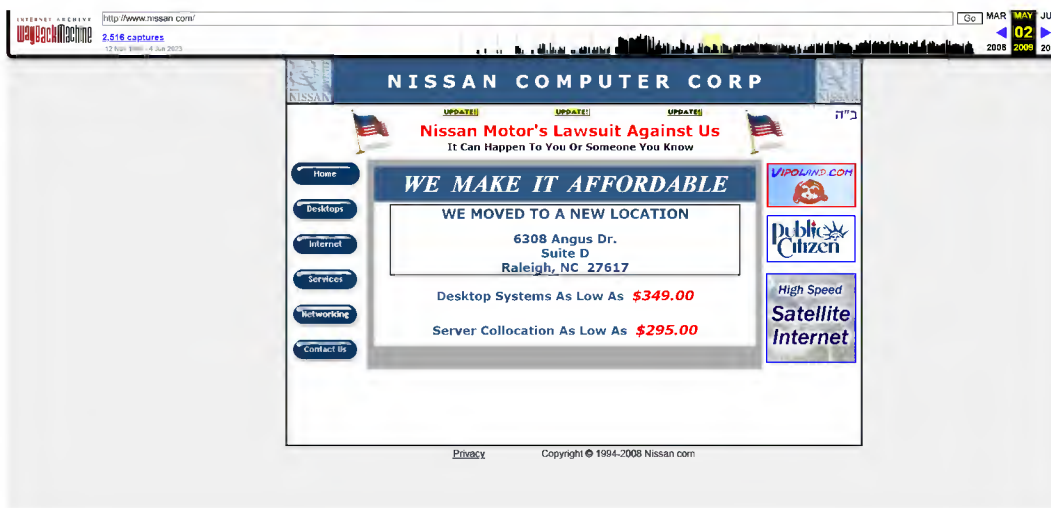 INTERNET ARCHIVE
WayBackMachine
http://www.nissan.com/
Go
MAR MAY JU
2,516 captures
02
2008 2009 20
NISSAN
NISSAN COMPUTER CORP
NISSAN
UPDATE! UPDATE! UPDATE!
ב"ה
Nissan Motor's Lawsuit Against Us
It Can Happen To You Or Someone You Know
Home
Desktops
Internet
Services
Networking
Contact Us
WE MAKE IT AFFORDABLE
WE MOVED TO A NEW LOCATION
6308 Angus Dr.
Suite D
Raleigh, NC 27617
Desktop Systems As Low As $349.00
Server Collocation As Low As $295.00
VIPOLAND.COM
Public
Citizen
High Speed
Satellite
Internet
Privacy
Copyright © 1994-2008 Nissan.com